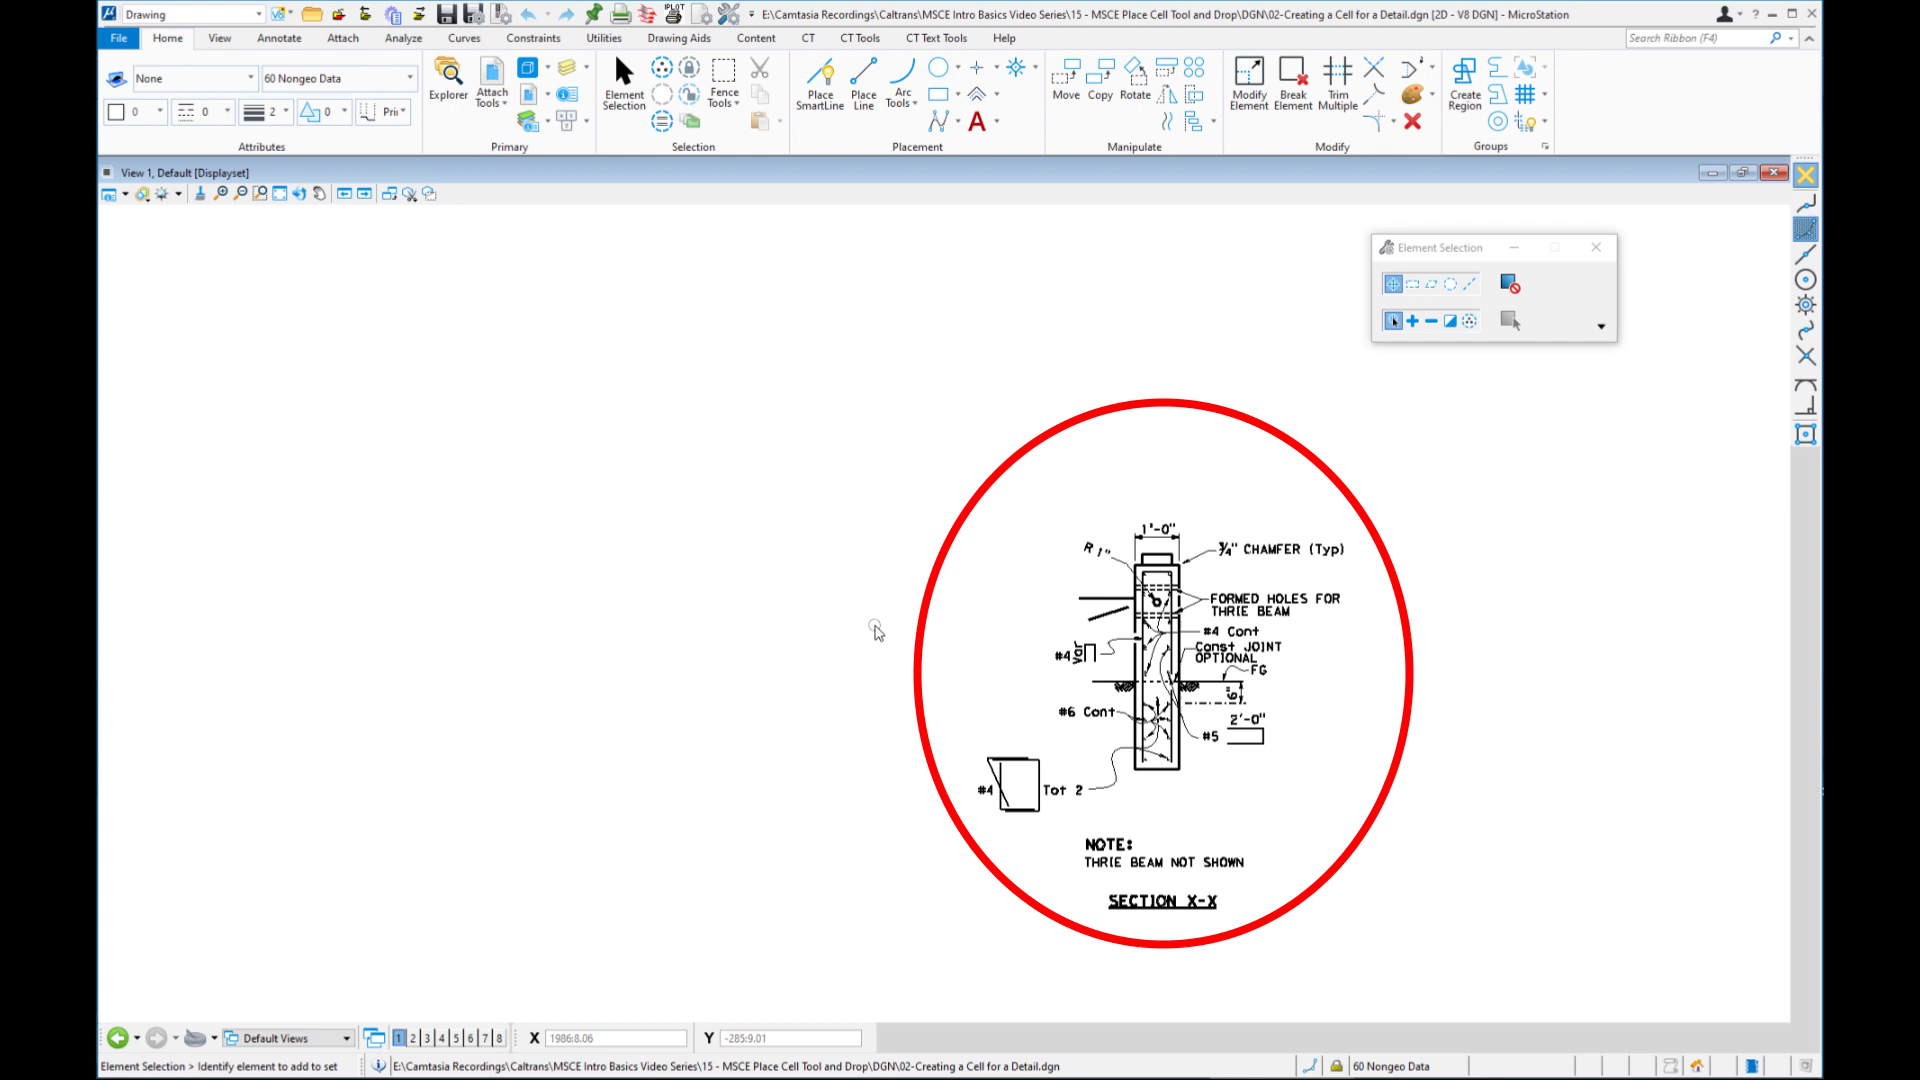 Drawing
IPLOT
E:\Camtasia Recordings\Caltrans\MSCE Intro Basics Video Series\15 - MSCE Place Cell Tool and Drop\DGN\02-Creating a Cell for a Detail.dgn [2D - V8 DGN] - MicroStation
File Home View Annotate Attach Analyze Curves Constraints Utilities Drawing Aids Content CT CT Tools CT Text Tools Help
Search Ribbon (F4)
None
60 Nongeo Data
0 0 2 0
Attributes
Explorer
Attach Tools
Primary
Element Selection
Fence Tools
Selection
Place SmartLine
Place Line
Arc Tools
Placement
Move Copy Rotate
Manipulate
Modify Element
Break Element
Trim Multiple
Modify
Create Region
Groups
View 1, Default [Displayset]
Element Selection
1'-0"
R 1"
¾" CHAMFER (Typ)
FORMED HOLES FOR
THRIE BEAM
#4 Cont
Const JOINT
OPTIONAL
#4
Var
FG
6"
#6 Cont
2'-0"
#5
#4
Tot 2
NOTE:
THRIE BEAM NOT SHOWN
SECTION X-X
Default Views
1 2 3 4 5 6 7 8
X 1986:8.06
Y -285:9.01
Element Selection > Identify element to add to set
E:\Camtasia Recordings\Caltrans\MSCE Intro Basics Video Series\15 - MSCE Place Cell Tool and Drop\DGN\02-Creating a Cell for a Detail.dgn
60 Nongeo Data